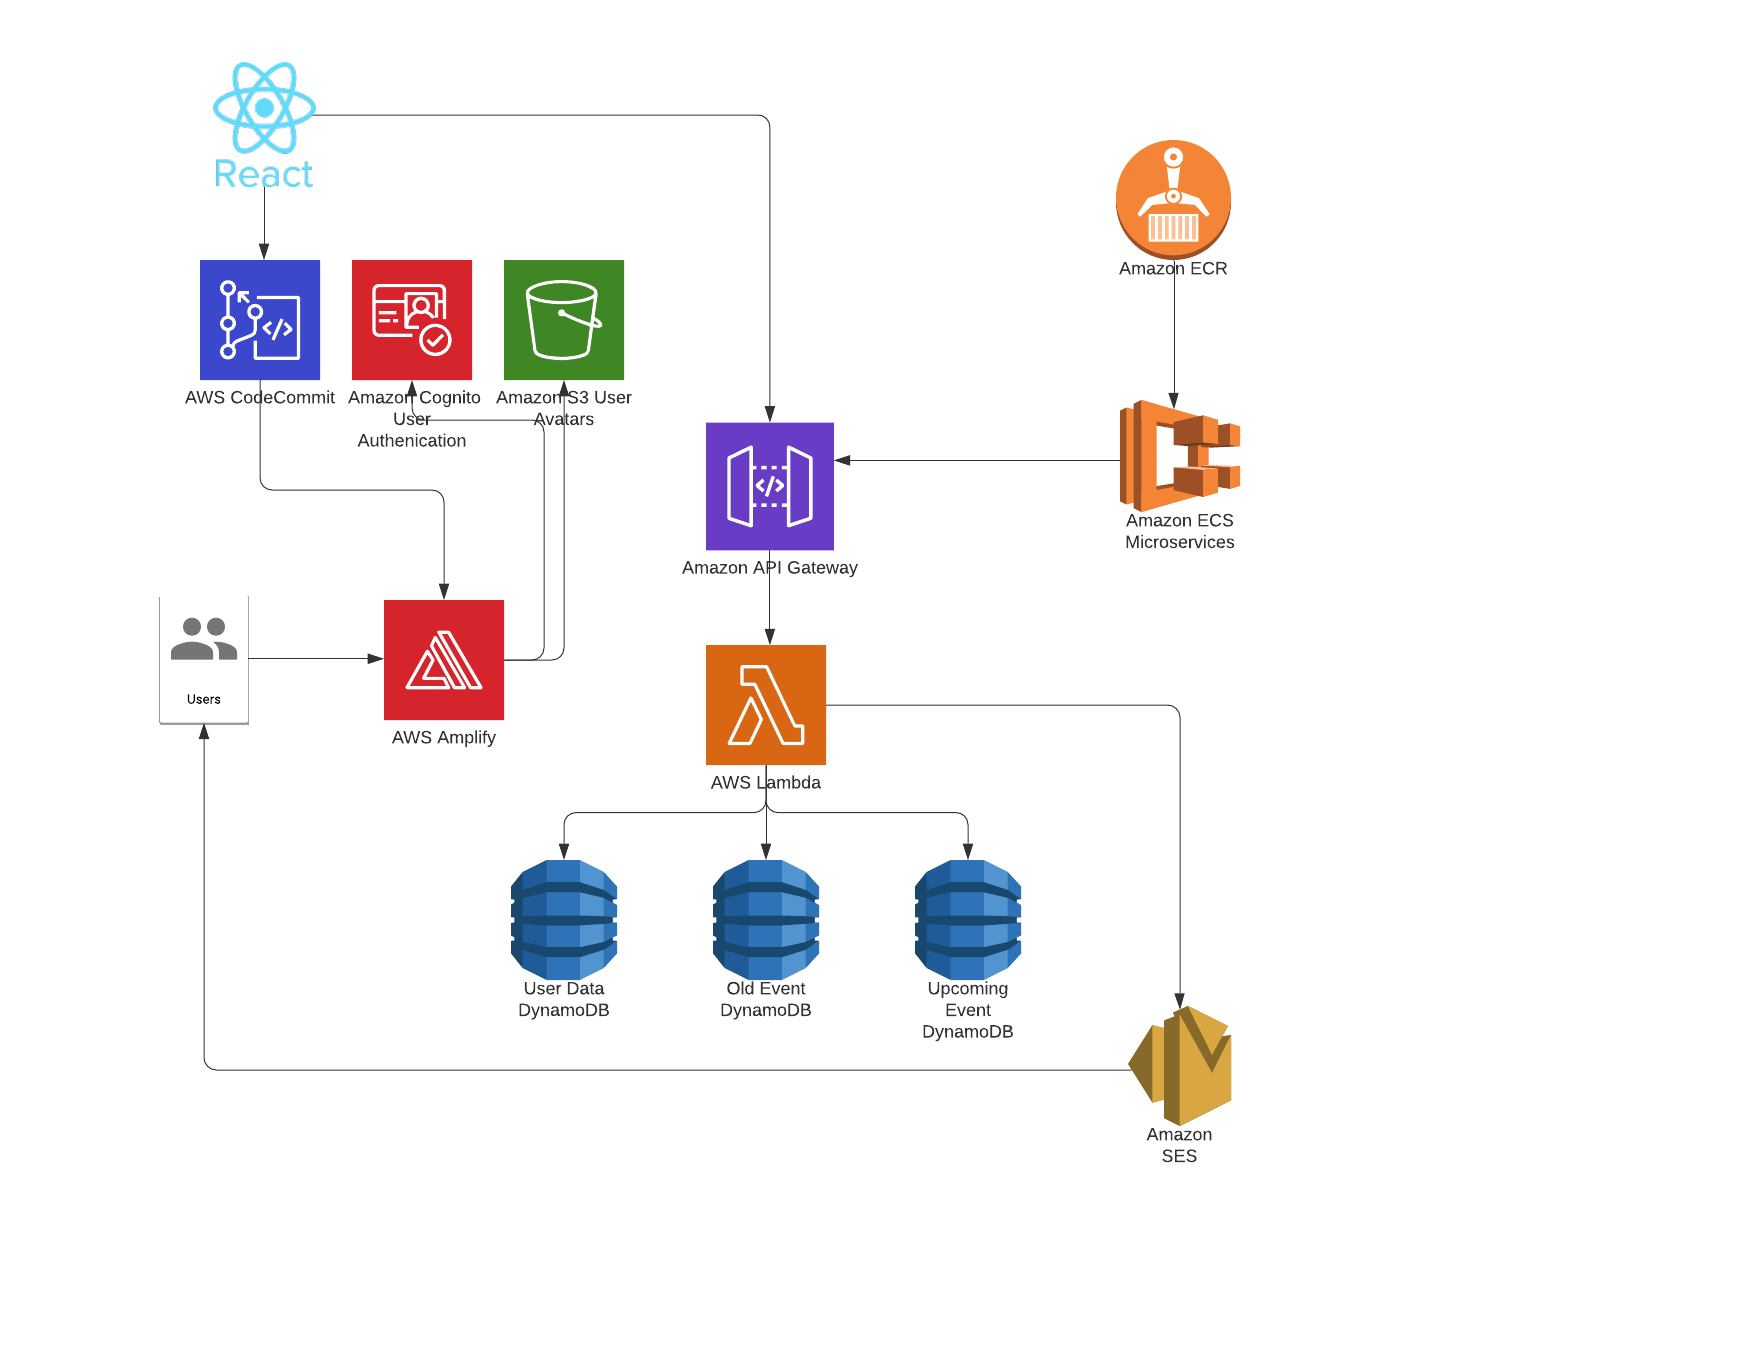 React
Amazon ECR
AWS CodeCommit
Amazon Cognito
User
Authenication
Amazon S3 User
Avatars
Amazon ECS
Microservices
Amazon API Gateway
Users
AWS Amplify
AWS Lambda
User Data
DynamoDB
Old Event
DynamoDB
Upcoming
Event
DynamoDB
Amazon
SES